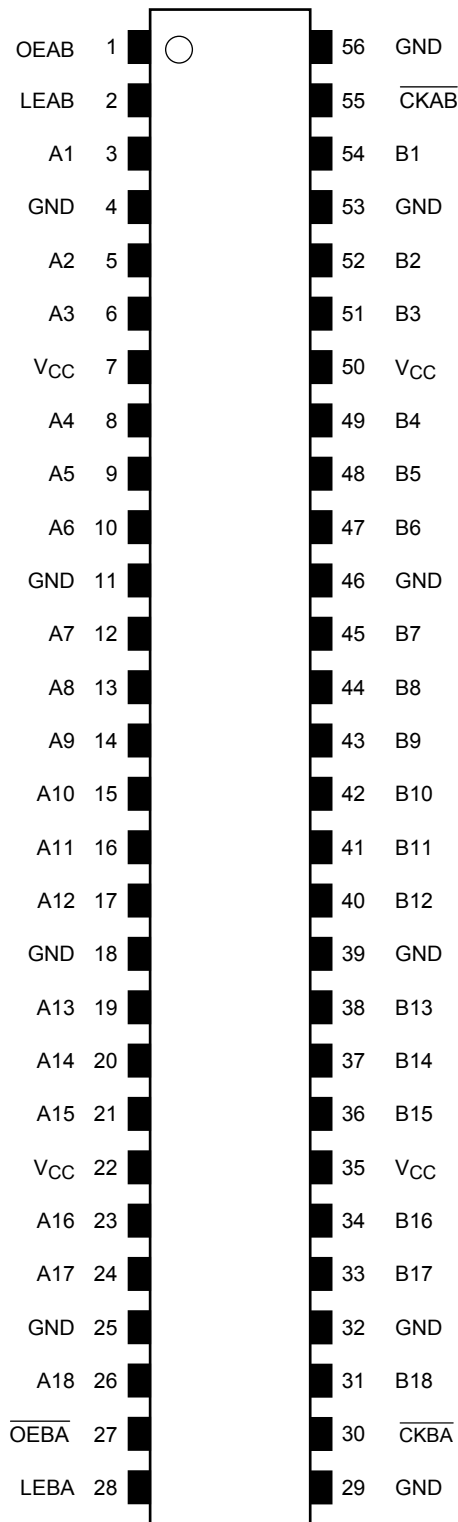 OEAB 1 56 GND
LEAB 2 55 CKAB
A1 3 54 B1
GND 4 53 GND
A2 5 52 B2
A3 6 51 B3
VCC 7 50 VCC
A4 8 49 B4
A5 9 48 B5
A6 10 47 B6
GND 11 46 GND
A7 12 45 B7
A8 13 44 B8
A9 14 43 B9
A10 15 42 B10
A11 16 41 B11
A12 17 40 B12
GND 18 39 GND
A13 19 38 B13
A14 20 37 B14
A15 21 36 B15
VCC 22 35 VCC
A16 23 34 B16
A17 24 33 B17
GND 25 32 GND
A18 26 31 B18
OEBA 27 30 CKBA
LEBA 28 29 GND